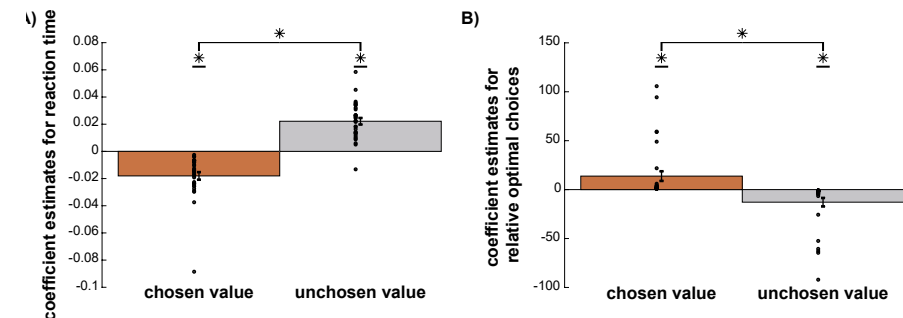 A)
coefficient estimates for reaction time
0.08
0.06
0.04
0.02
0
-0.02
-0.04
-0.06
-0.08
-0.1
*
*
*
chosen value
unchosen value
B)
coefficient estimates for
relative optimal choices
150
100
50
0
-50
-100
*
*
*
chosen value
unchosen value